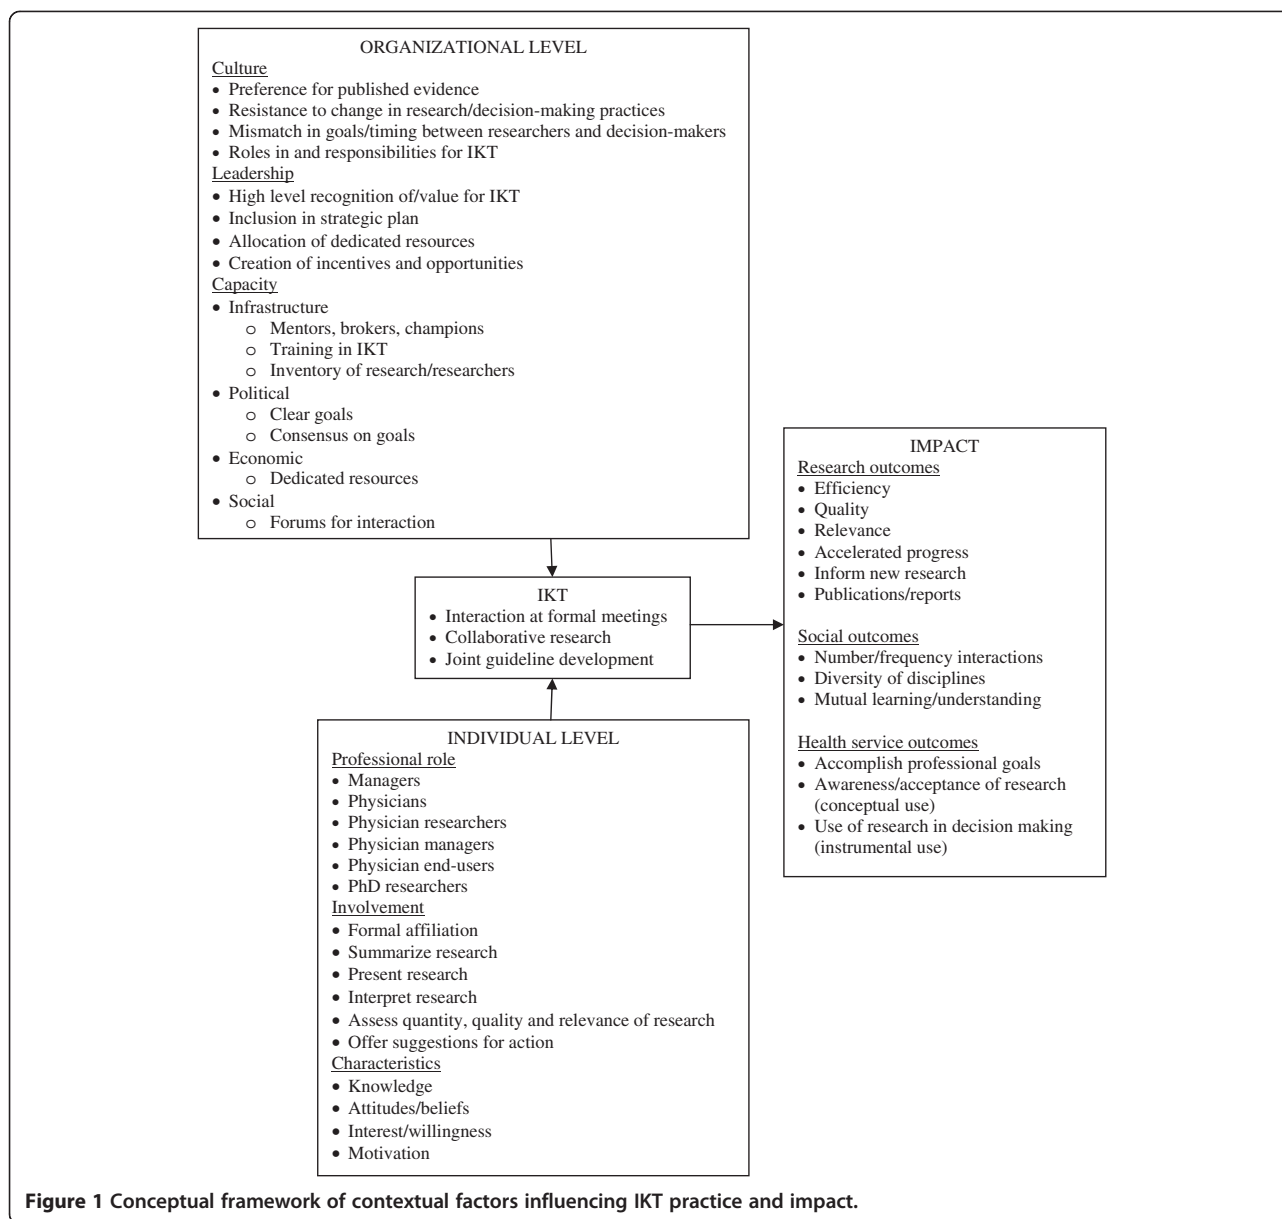 ORGANIZATIONAL LEVEL
Culture
• Preference for published evidence
• Resistance to change in research/decision-making practices
• Mismatch in goals/timing between researchers and decision-makers
• Roles in and responsibilities for IKT
Leadership
• High level recognition of/value for IKT
• Inclusion in strategic plan
• Allocation of dedicated resources
• Creation of incentives and opportunities
Capacity
• Infrastructure
o Mentors, brokers, champions
o Training in IKT
o Inventory of research/researchers
• Political
o Clear goals
o Consensus on goals
• Economic
o Dedicated resources
• Social
o Forums for interaction
IKT
• Interaction at formal meetings
• Collaborative research
• Joint guideline development
INDIVIDUAL LEVEL
Professional role
• Managers
• Physicians
• Physician researchers
• Physician managers
• Physician end-users
• PhD researchers
Involvement
• Formal affiliation
• Summarize research
• Present research
• Interpret research
• Assess quantity, quality and relevance of research
• Offer suggestions for action
Characteristics
• Knowledge
• Attitudes/beliefs
• Interest/willingness
• Motivation
IMPACT
Research outcomes
• Efficiency
• Quality
• Relevance
• Accelerated progress
• Inform new research
• Publications/reports
Social outcomes
• Number/frequency interactions
• Diversity of disciplines
• Mutual learning/understanding
Health service outcomes
• Accomplish professional goals
• Awareness/acceptance of research
(conceptual use)
• Use of research in decision making
(instrumental use)
Figure 1 Conceptual framework of contextual factors influencing IKT practice and impact.